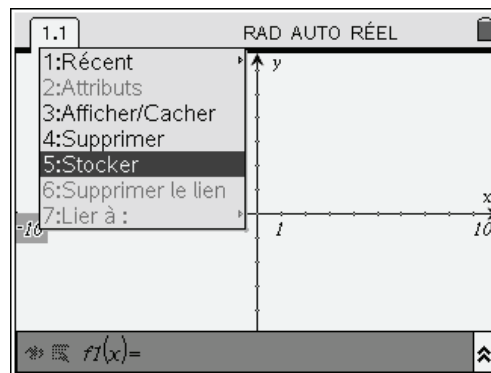 1.1 RAD AUTO RÉEL
1:Récent
2:Attributs
3:Afficher/Cacher
4:Supprimer
5:Stocker
6:Supprimer le lien
7:Lier à :
y
x
-10
1
10
f1(x)=